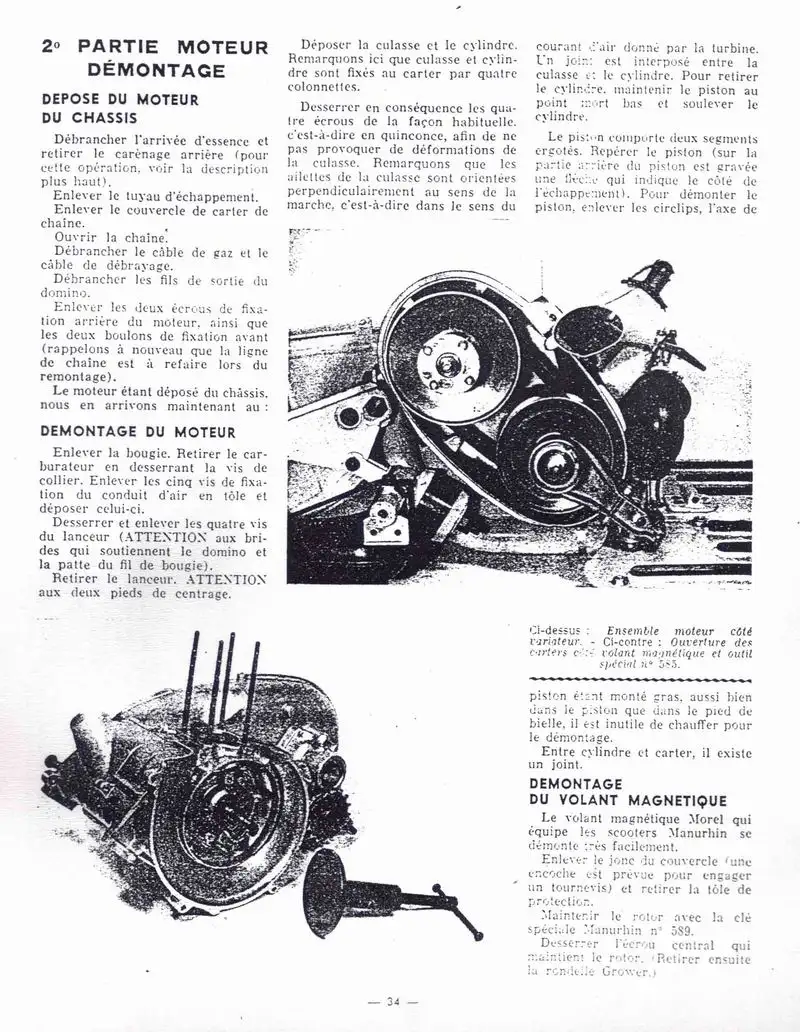 2º PARTIE MOTEUR
DÉMONTAGE
DEPOSE DU MOTEUR
DU CHASSIS
Débrancher l'arrivée d'essence et
retirer le carénage arrière (pour
cette opération, voir la description
plus haut).
Enlever le tuyau d'échappement.
Enlever le couvercle de carter de
chaîne.
Ouvrir la chaîne.
Débrancher le câble de gaz et le
câble de débrayage.
Débrancher les fils de sortie du
domino.
Enlever les deux écrous de fixa-
tion arrière du moteur, ainsi que
les deux boulons de fixation avant
(rappelons à nouveau que la ligne
de chaîne est à refaire lors du
remontage).
Le moteur étant déposé du châssis,
nous en arrivons maintenant au :
DEMONTAGE DU MOTEUR
Enlever la bougie. Retirer le car-
burateur en desserrant la vis de
collier. Enlever les cinq vis de fixa-
tion du conduit d'air en tôle et
déposer celui-ci.
Desserrer et enlever les quatre vis
du lanceur (ATTENTION aux bri-
des qui soutiennent le domino et
la patte du fil de bougie).
Retirer le lanceur. ATTENTION
aux deux pieds de centrage.
Déposer la culasse et le cylindre.
Remarquons ici que culasse et cylin-
dre sont fixés au carter par quatre
colonnettes.
Desserrer en conséquence les qua-
tre écrous de la façon habituelle,
c'est-à-dire en quinconce, afin de ne
pas provoquer de déformations de
la culasse. Remarquons que les
ailettes de la culasse sont orientées
perpendiculairement au sens de la
marche, c'est-à-dire dans le sens du
courant d'air donné par la turbine.
Un joint est interposé entre la
culasse et le cylindre. Pour retirer
le cylindre, maintenir le piston au
point mort bas et soulever le
cylindre.
Le piston comporte deux segments
ergotés. Repérer le piston (sur la
partie arrière du piston est gravée
une flèche qui indique le côté de
l'échappement). Pour démonter le
piston, enlever les circlips, l'axe de
Ci-dessus : Ensemble moteur côté
variateur. - Ci-contre : Ouverture des
carters côté volant magnétique et outil
spécial nº 585.
piston étant monté gras, aussi bien
dans le piston que dans le pied de
bielle, il est inutile de chauffer pour
le démontage.
Entre cylindre et carter, il existe
un joint.
DEMONTAGE
DU VOLANT MAGNETIQUE
Le volant magnétique Morel qui
équipe les scooters Manurhin se
démonte très facilement.
Enlever le jonc du couvercle (une
encoche est prévue pour engager
un tournevis) et retirer la tôle de
protection.
Maintenir le rotor avec la clé
spéciale Manurhin nº 589.
Desserrer l'écrou central qui
maintient le rotor. (Retirer ensuite
la rondelle Grower.)
— 34 —